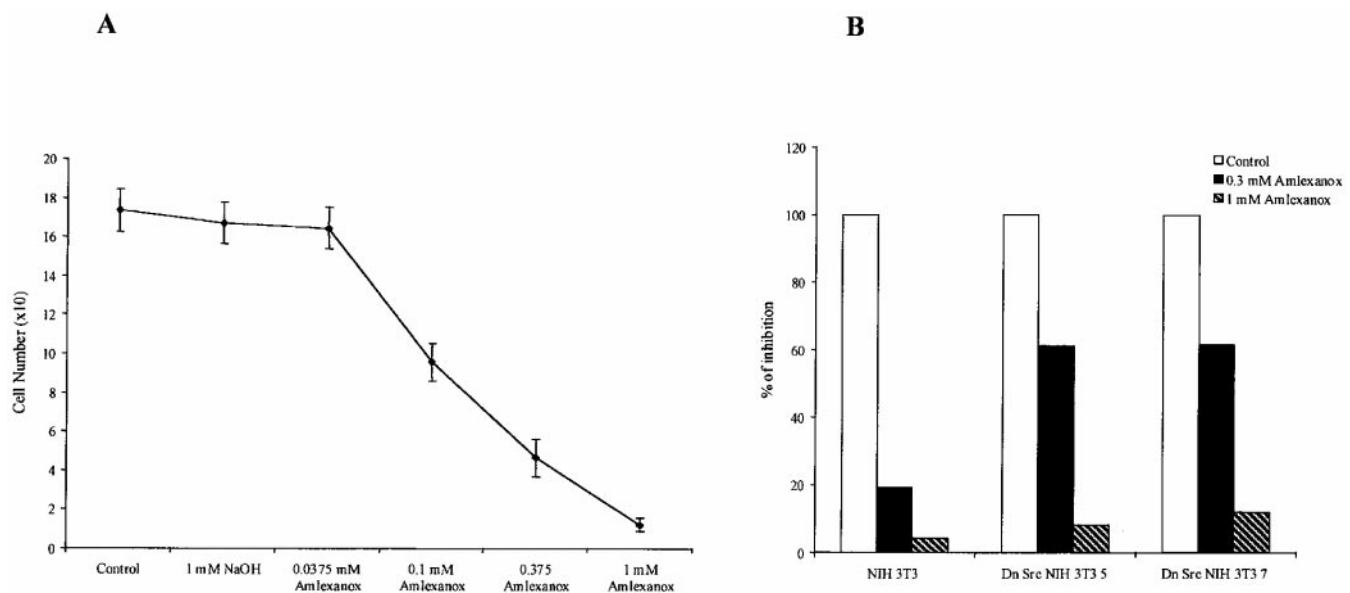 A
B
20
18
16
14
12
10
8
6
4
2
0
Cell Number (x10)
Control
1 mM NaOH
0.0375 mM
Amlexanox
0.1 mM
Amlexanox
0.375
Amlexanox
1 mM
Amlexanox
120
100
80
60
40
20
0
% of inhibition
Control
0.3 mM Amlexanox
1 mM Amlexanox
NIH 3T3
Dn Src NIH 3T3 5
Dn Src NIH 3T3 7